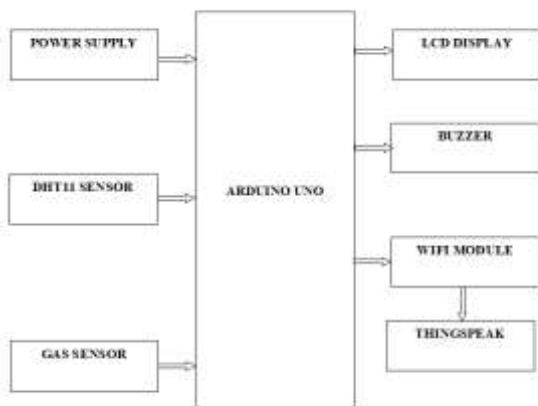 POWER SUPPLY
LCD DISPLAY
BUZZER
DHT11 SENSOR
ARDUINO UNO
WIFI MODULE
THINGSPEAK
GAS SENSOR